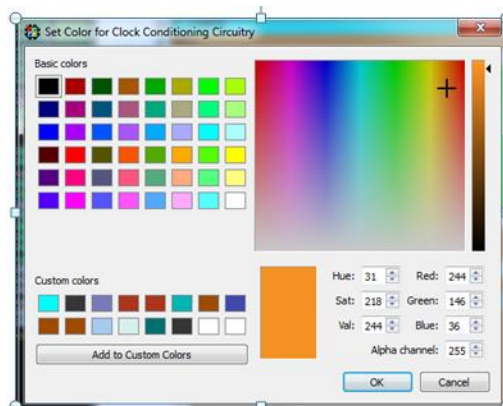 Set Color for Clock Conditioning Circuitry
Basic colors
Custom colors
Add to Custom Colors
Hue: 31
Red: 244
Sat: 218
Green: 146
Val: 244
Blue: 36
Alpha channel: 255
OK
Cancel